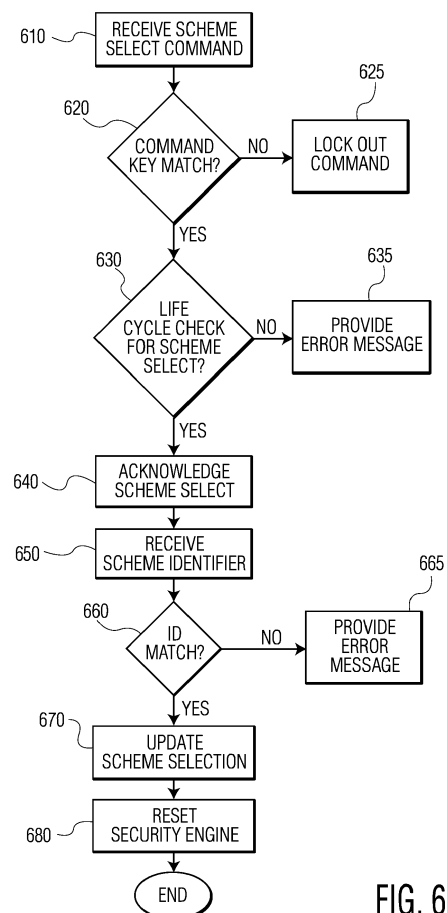 610
RECEIVE SCHEME
SELECT COMMAND
620
COMMAND
KEY MATCH?
NO
625
LOCK OUT
COMMAND
YES
630
LIFE
CYCLE CHECK
FOR SCHEME
SELECT?
NO
635
PROVIDE
ERROR MESSAGE
YES
640
ACKNOWLEDGE
SCHEME SELECT
650
RECEIVE
SCHEME IDENTIFIER
660
ID
MATCH?
NO
665
PROVIDE
ERROR
MESSAGE
YES
670
UPDATE
SCHEME SELECTION
680
RESET
SECURITY ENGINE
END
FIG. 6